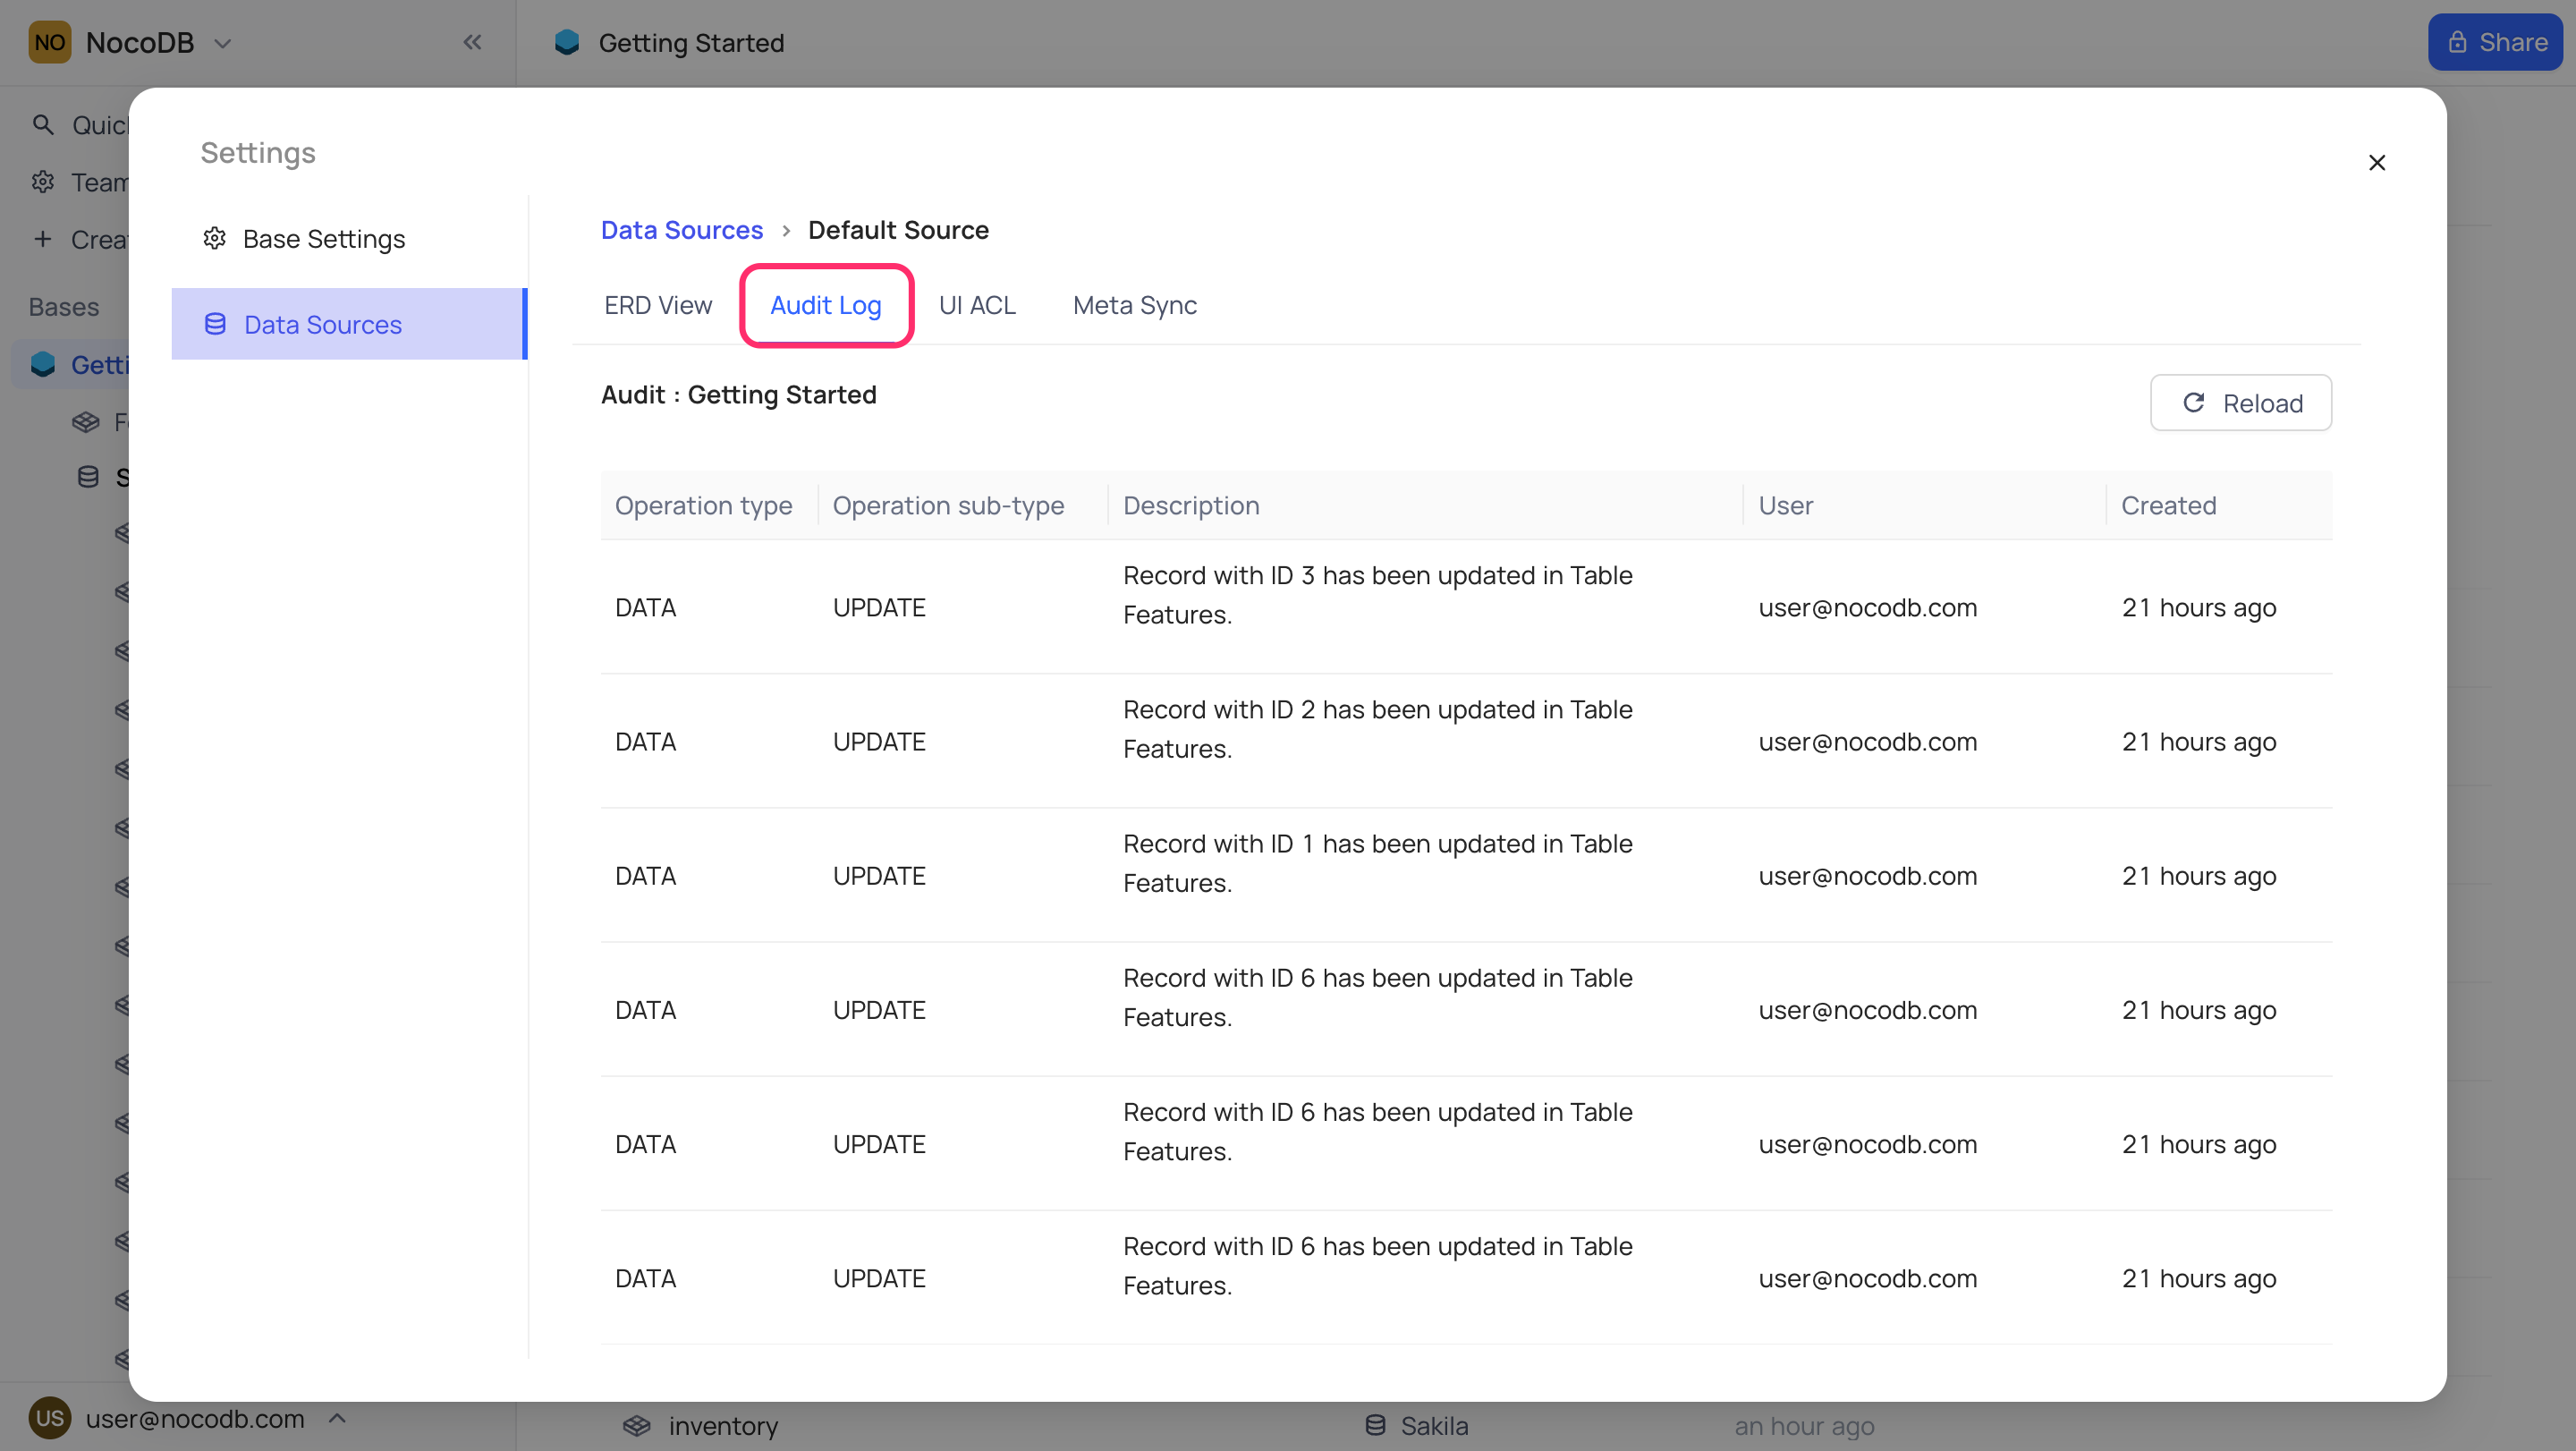 NO NocoDB
Getting Started
Share
Quic
Team
Crea
Bases
Getti
F
S
Settings
Base Settings
Data Sources
Data Sources > Default Source
ERD View Audit Log UI ACL Meta Sync
Audit : Getting Started
Reload
Operation type Operation sub-type Description User Created
DATA UPDATE Record with ID 3 has been updated in Table
Features. user@nocodb.com 21 hours ago
DATA UPDATE Record with ID 2 has been updated in Table
Features. user@nocodb.com 21 hours ago
DATA UPDATE Record with ID 1 has been updated in Table
Features. user@nocodb.com 21 hours ago
DATA UPDATE Record with ID 6 has been updated in Table
Features. user@nocodb.com 21 hours ago
DATA UPDATE Record with ID 6 has been updated in Table
Features. user@nocodb.com 21 hours ago
DATA UPDATE Record with ID 6 has been updated in Table
Features. user@nocodb.com 21 hours ago
US user@nocodb.com
inventory Sakila an hour ago